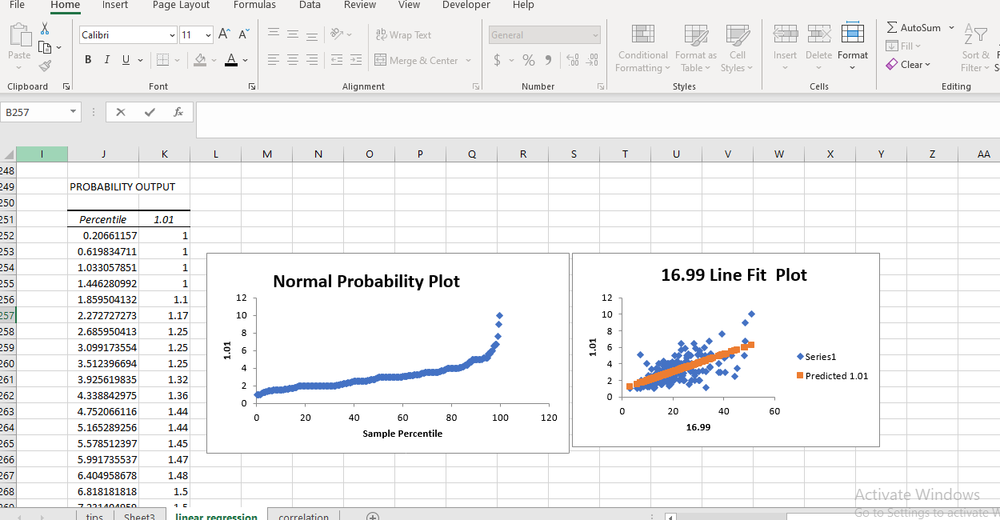 File Home Insert Page Layout Formulas Data Review View Developer Help
Calibri 11 A A Wrap Text General AutoSum
Paste Fill
B I U A Merge & Center $ % Conditional Formatting Format as Table Cell Styles Insert Delete Format Clear Sort & Filter
Clipboard Font Alignment Number Styles Cells Editing
B257 fx
I J K L M N O P Q R S T U V W X Y Z AA
248
249 PROBABILITY OUTPUT
250
251 Percentile 1.01
252 0.20661157 1
253 0.619834711 1
254 1.033057851 1
255 1.446280992 1
256 1.859504132 1.1
257 2.272727273 1.17
258 2.685950413 1.25
259 3.099173554 1.25
260 3.512396694 1.25
261 3.925619835 1.32
262 4.338842975 1.36
263 4.752066116 1.44
264 5.165289256 1.44
265 5.578512397 1.45
266 5.991735537 1.47
267 6.404958678 1.48
268 6.818181818 1.5
Normal Probability Plot
12
10
8
6
4
2
0
1.01
0 20 40 60 80 100 120
Sample Percentile
16.99 Line Fit Plot
12
10
8
6
4
2
0
1.01
0 20 40 60
16.99
Series1
Predicted 1.01
Activate Windows
Go to Settings to activate W
tips Sheet3 linear regression correlation